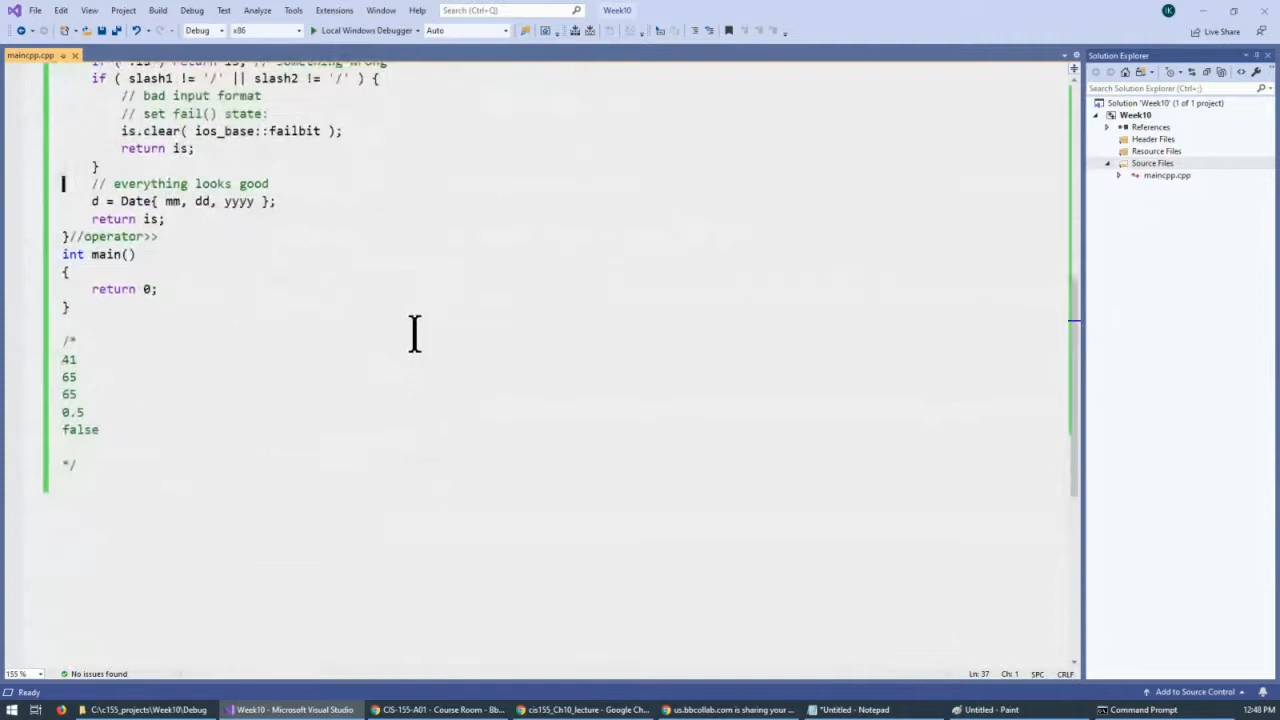 File Edit View Project Build Debug Test Analyze Tools Extensions Window Help Search (Ctrl+Q) Week10 IK
Debug x86 Local Windows Debugger Auto Live Share
maincpp.cpp
if ( slash1 != '/' || slash2 != '/' ) {
// bad input format
// set fail() state:
is.clear( ios_base::failbit );
return is;
}
// everything looks good
d = Date{ mm, dd, yyyy };
return is;
}//operator>>
int main()
{
return 0;
}
/*
41
65
65
0.5
false
*/
Solution Explorer
Search Solution Explorer (Ctrl+;)
Solution 'Week10' (1 of 1 project)
Week10
References
Header Files
Resource Files
Source Files
maincpp.cpp
155 % No issues found Ln: 37 Ch: 1 SPC CRLF
Ready Add to Source Control
C:\c155_projects\Week10\Debug Week10 - Microsoft Visual Studio CIS-155-A01 - Course Room - Bb... cis155_Ch10_lecture - Google Ch... us.bbcollab.com is sharing your ... *Untitled - Notepad Untitled - Paint Command Prompt 12:48 PM